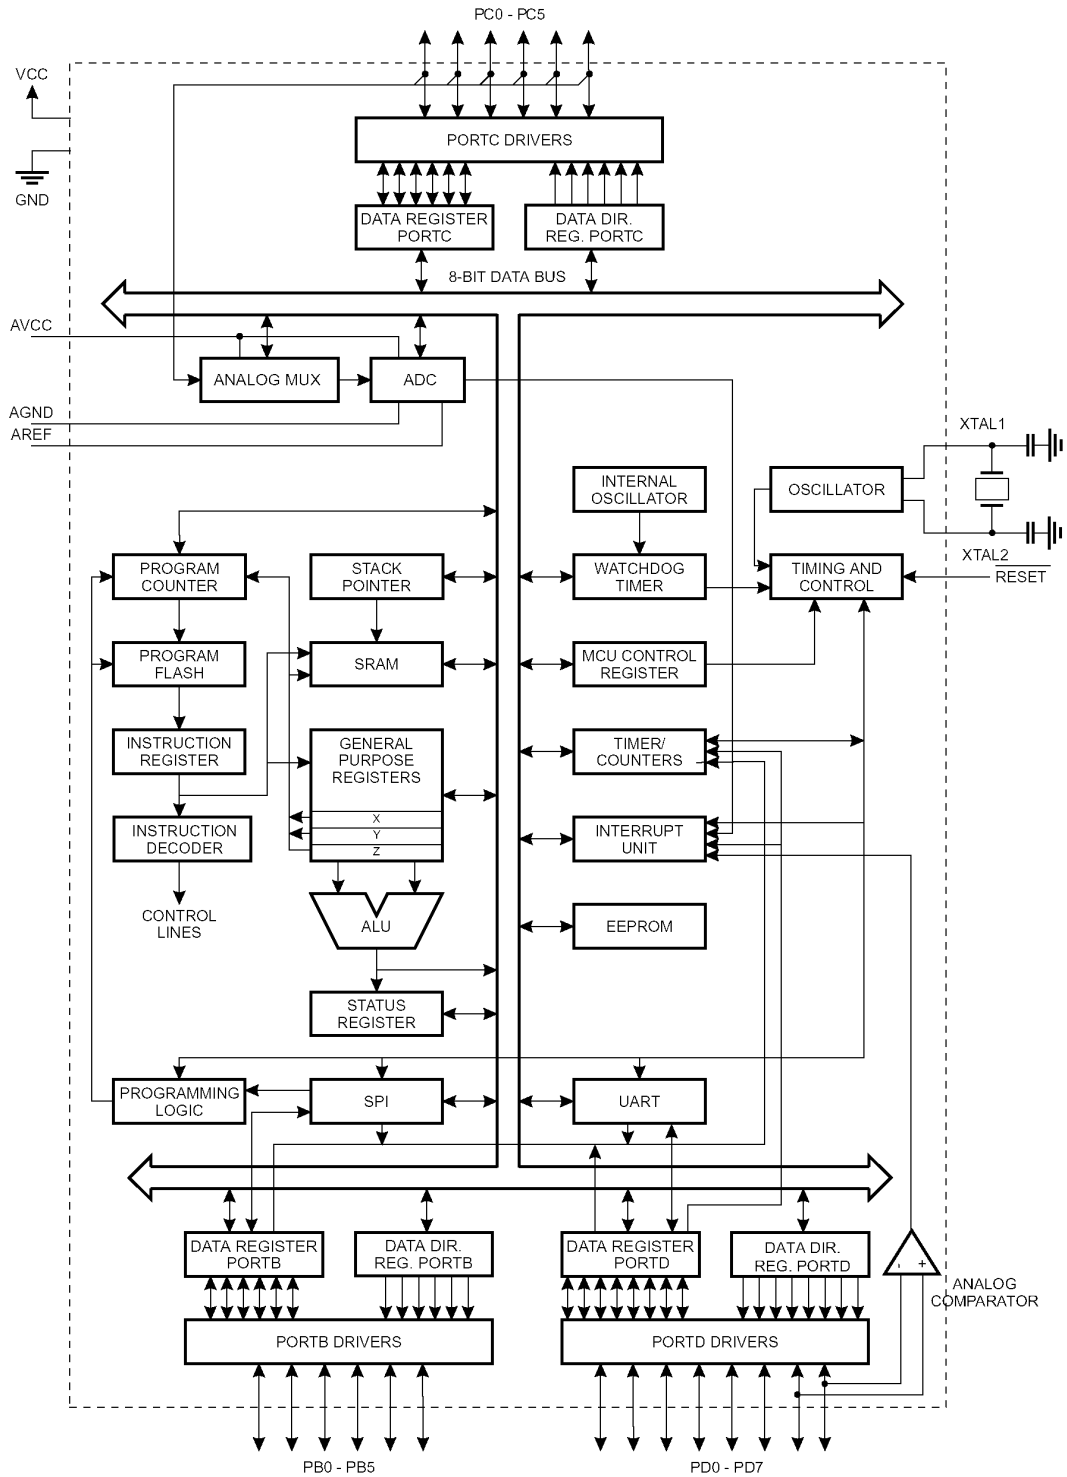 PC0 - PC5
VCC
GND
PORTC DRIVERS
DATA REGISTER
PORTC
DATA DIR.
REG. PORTC
8-BIT DATA BUS
AVCC
ANALOG MUX
ADC
AGND
AREF
XTAL1
INTERNAL
OSCILLATOR
OSCILLATOR
XTAL2
RESET
PROGRAM
COUNTER
STACK
POINTER
WATCHDOG
TIMER
TIMING AND
CONTROL
PROGRAM
FLASH
SRAM
MCU CONTROL
REGISTER
INSTRUCTION
REGISTER
GENERAL
PURPOSE
REGISTERS
X
Y
Z
TIMER/
COUNTERS
INSTRUCTION
DECODER
INTERRUPT
UNIT
CONTROL
LINES
ALU
EEPROM
STATUS
REGISTER
PROGRAMMING
LOGIC
SPI
UART
DATA REGISTER
PORTB
DATA DIR.
REG. PORTB
DATA REGISTER
PORTD
DATA DIR.
REG. PORTD
- +
ANALOG
COMPARATOR
PORTB DRIVERS
PORTD DRIVERS
PB0 - PB5
PD0 - PD7